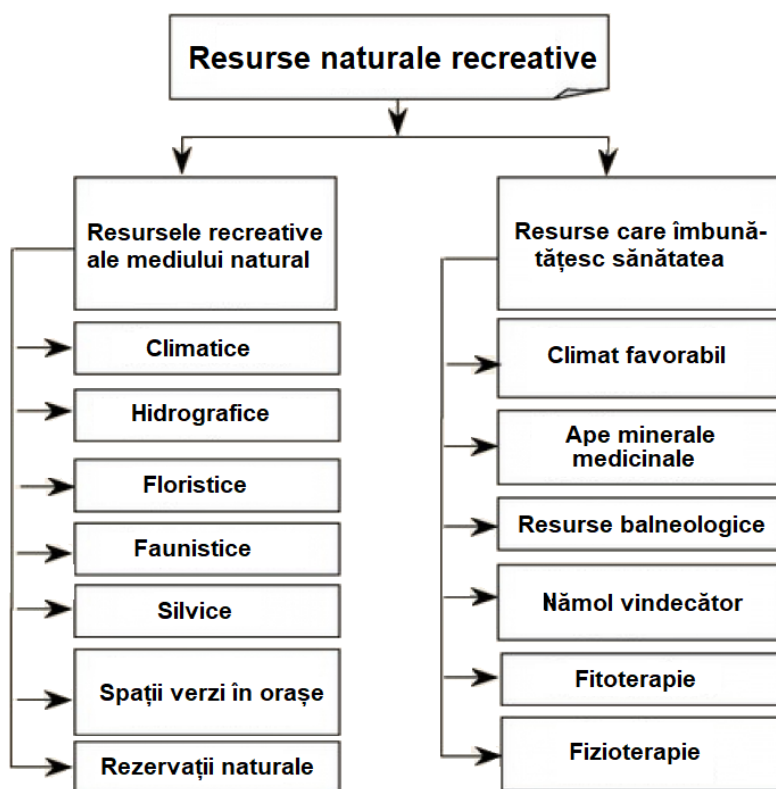 Resurse naturale recreative
Resursele recreative
ale mediului natural
Climatice
Hidrografice
Floristice
Faunistice
Silvice
Spații verzi în orașe
Rezervații naturale
Resurse care îmbună-
tățesc sănătatea
Climat favorabil
Ape minerale
medicinale
Resurse balneologice
Nămol vindecător
Fitoterapie
Fizioterapie